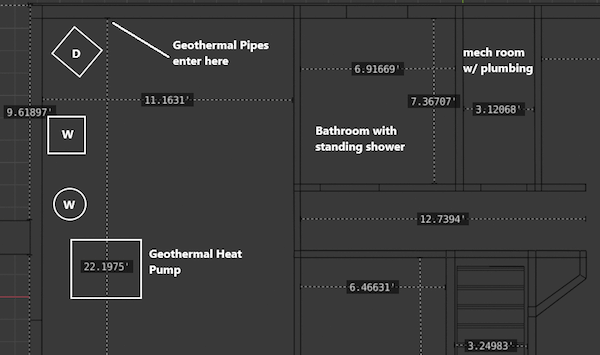 D
Geothermal Pipes
enter here
mech room
w/ plumbing
6.91669'
11.1631'
7.36707'
3.12068'
9.61897'
W
Bathroom with
standing shower
W
12.7394'
Geothermal Heat
Pump
22.1975'
6.46631'
3.24983'